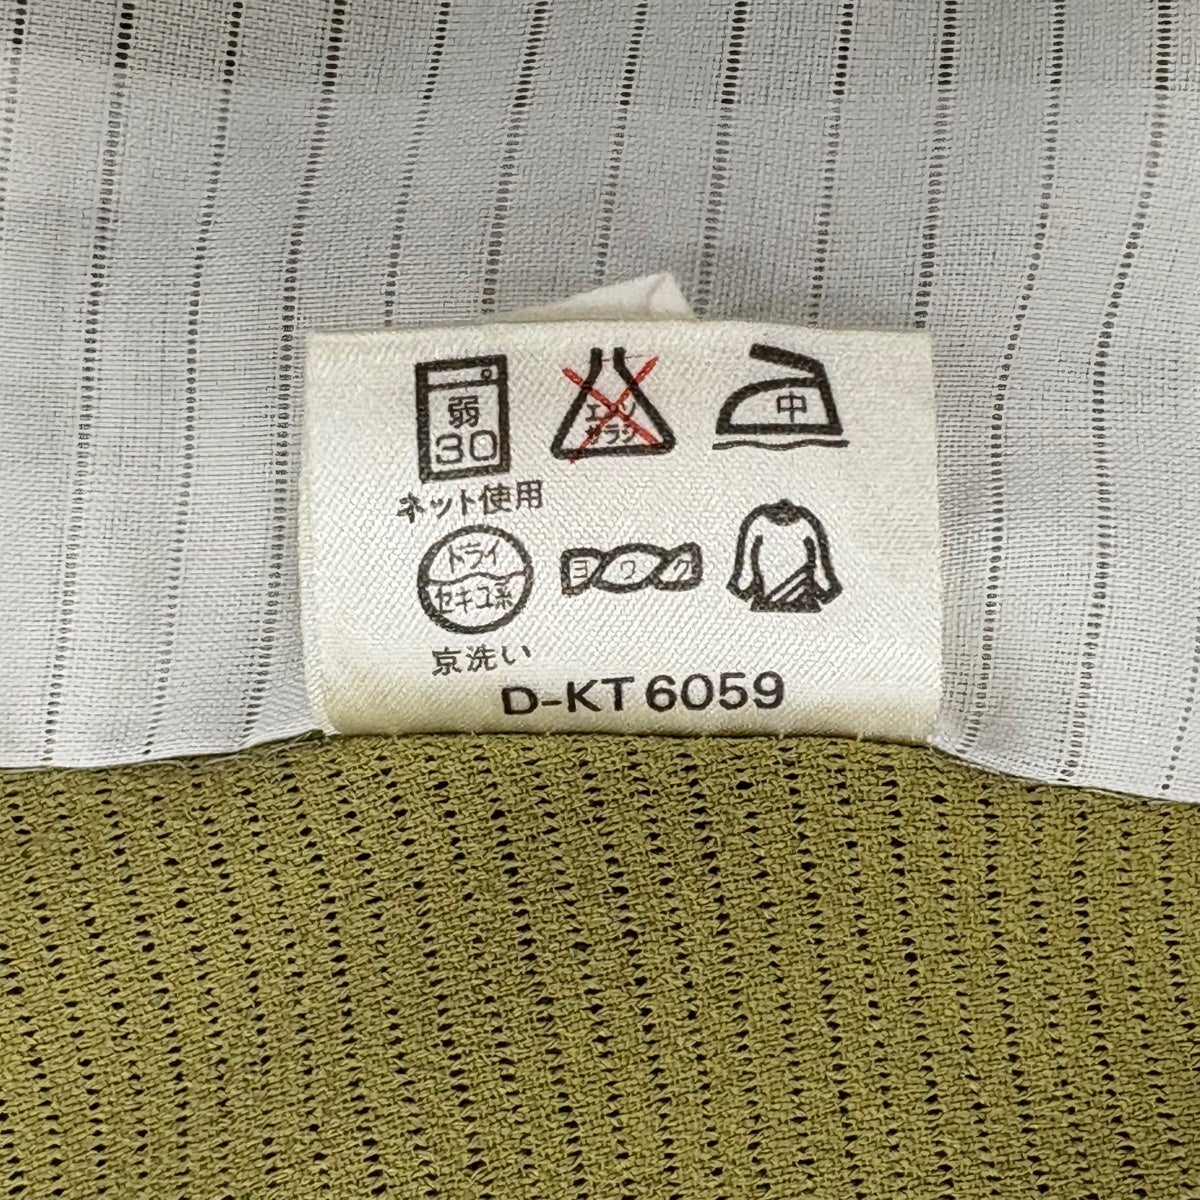 弱
30
エンソ
サラシ
中
ネット使用
ドライ
セキユ系
ヨワク
京洗い
D-KT 6059